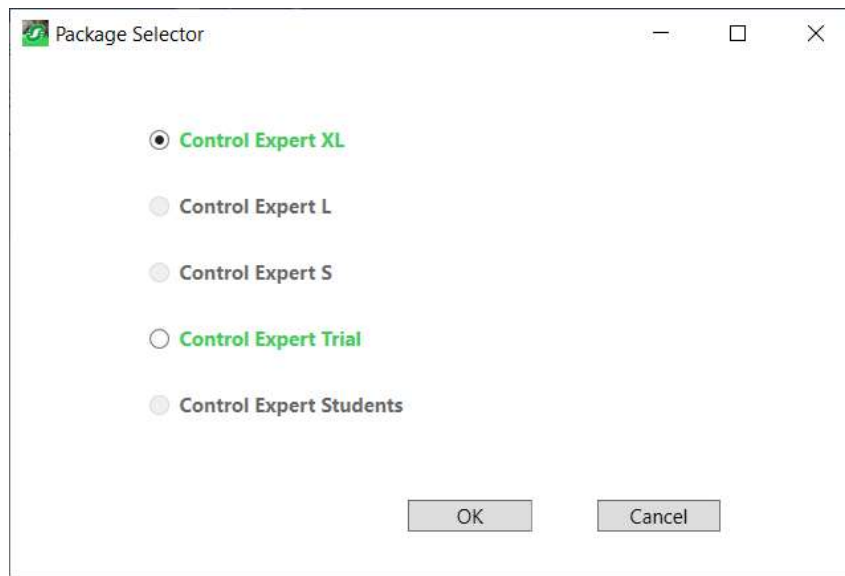 Package Selector
Control Expert XL
Control Expert L
Control Expert S
Control Expert Trial
Control Expert Students
OK Cancel